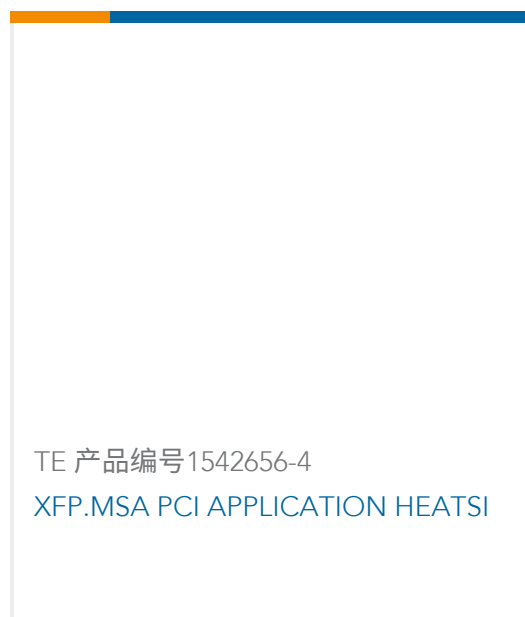 TE 产品编号1542656-4
XFP.MSA PCI APPLICATION HEATSI